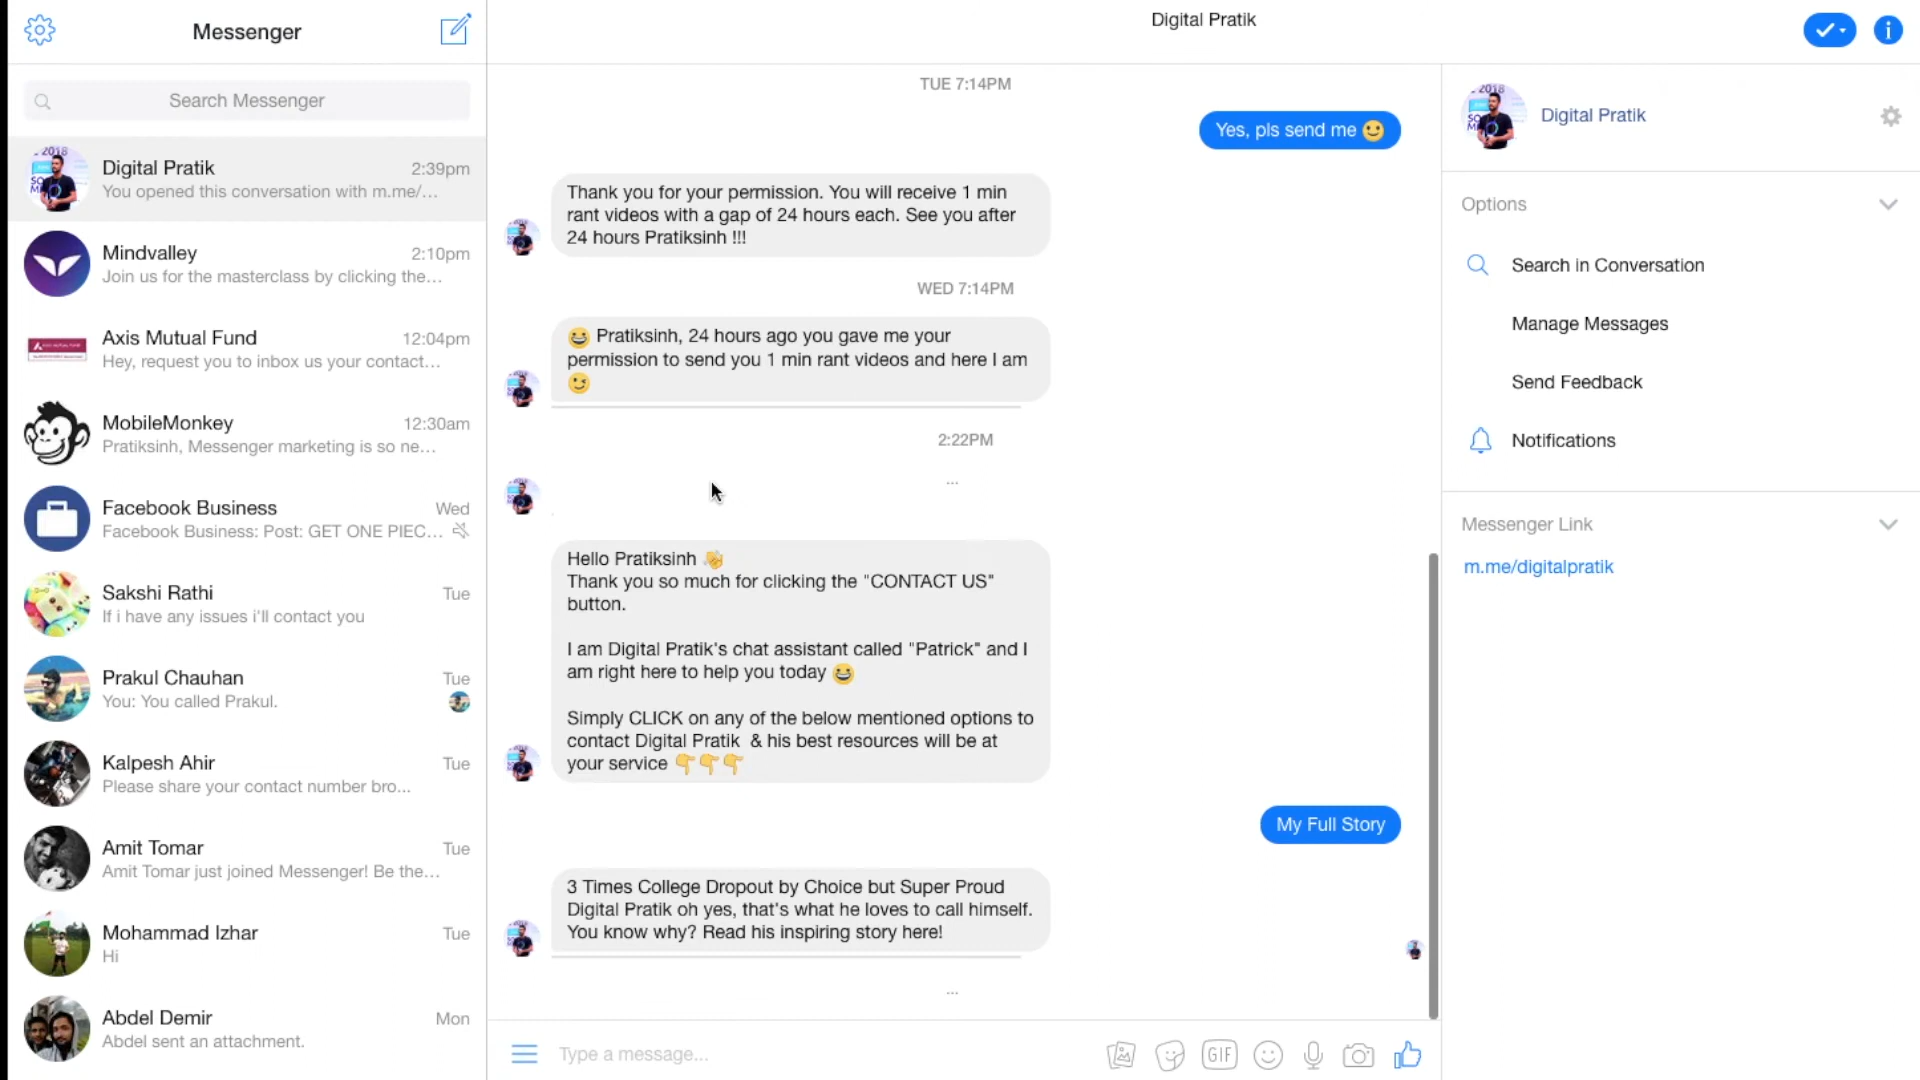 Messenger
Search Messenger
Digital Pratik
2:39pm
You opened this conversation with m.me/...
Mindvalley
2:10pm
Join us for the masterclass by clicking the...
Axis Mutual Fund
12:04pm
Hey, request you to inbox us your contact...
MobileMonkey
12:30am
Pratiksinh, Messenger marketing is so ne...
Facebook Business
Wed
Facebook Business: Post: GET ONE PIEC...
Sakshi Rathi
Tue
If i have any issues i'll contact you
Prakul Chauhan
Tue
You: You called Prakul.
Kalpesh Ahir
Tue
Please share your contact number bro...
Amit Tomar
Tue
Amit Tomar just joined Messenger! Be the...
Mohammad Izhar
Tue
Hi
Abdel Demir
Mon
Abdel sent an attachment.
Digital Pratik
TUE 7:14PM
Yes, pls send me 🙂
Thank you for your permission. You will receive 1 min
rant videos with a gap of 24 hours each. See you after
24 hours Pratiksinh !!!
WED 7:14PM
😀 Pratiksinh, 24 hours ago you gave me your
permission to send you 1 min rant videos and here I am
😉
2:22PM
...
Hello Pratiksinh 👋
Thank you so much for clicking the "CONTACT US"
button.
I am Digital Pratik's chat assistant called "Patrick" and I
am right here to help you today 😀
Simply CLICK on any of the below mentioned options to
contact Digital Pratik & his best resources will be at
your service 👇👇👇
My Full Story
3 Times College Dropout by Choice but Super Proud
Digital Pratik oh yes, that's what he loves to call himself.
You know why? Read his inspiring story here!
...
Type a message...
GIF
Digital Pratik
Options
Search in Conversation
Manage Messages
Send Feedback
Notifications
Messenger Link
m.me/digitalpratik